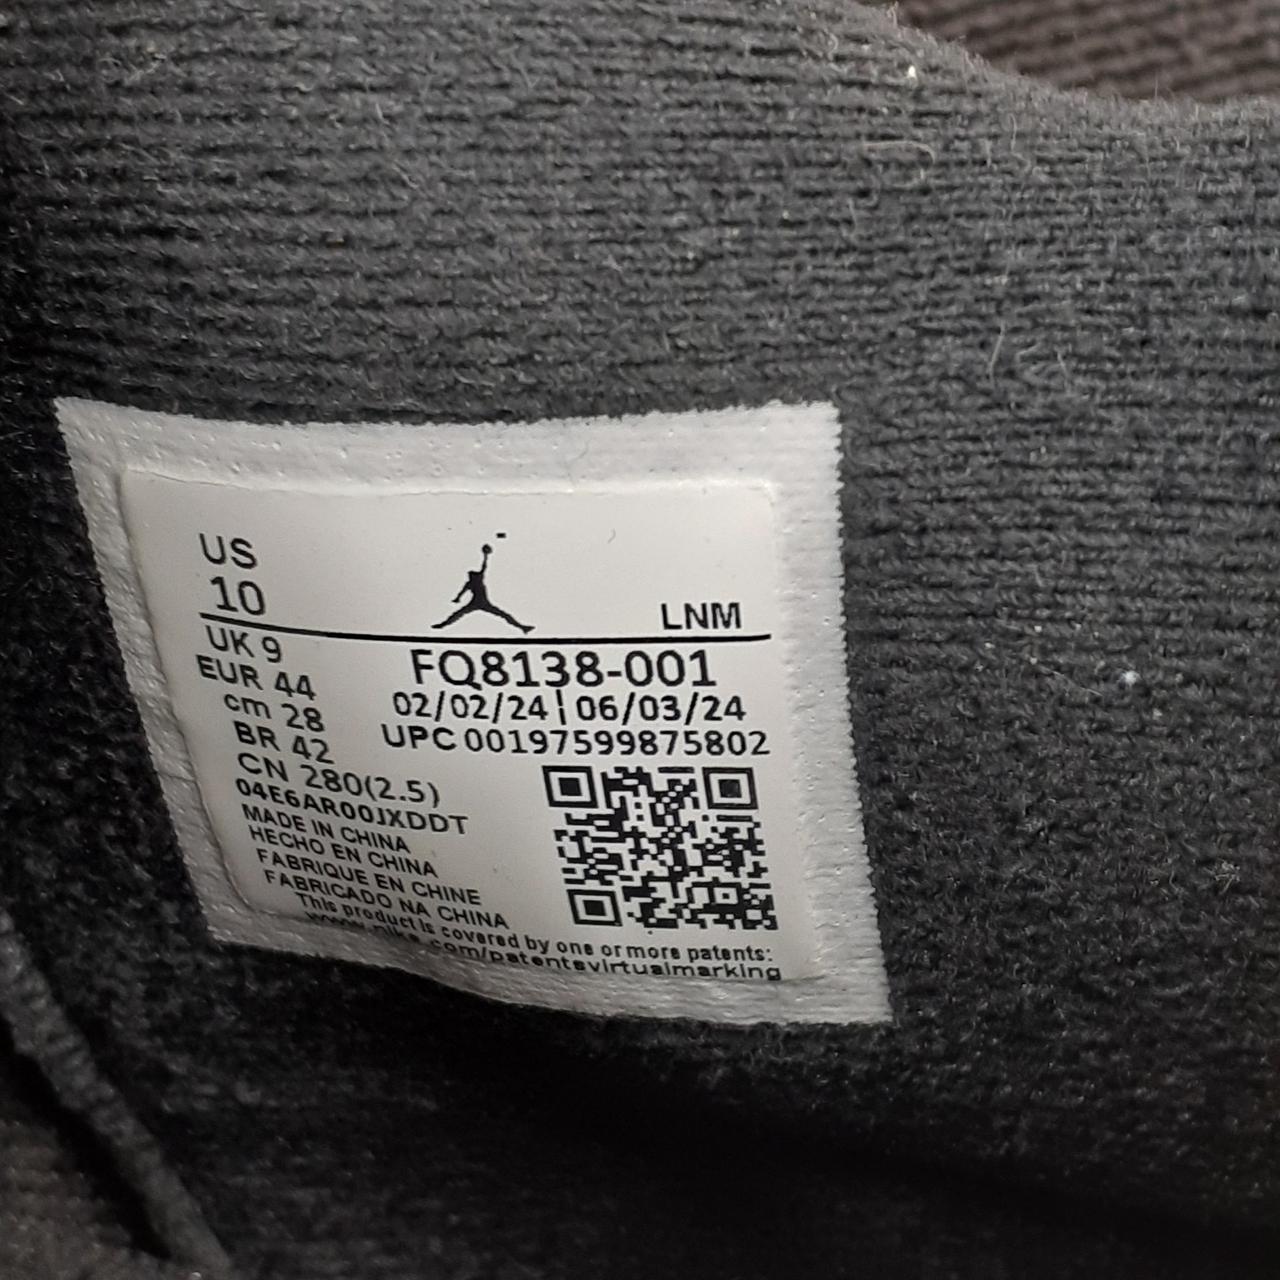 US
10
LNM
UK 9
EUR 44
cm 28
BR 42
CN 280(2.5)
04E6AR00JXDDT
MADE IN CHINA
HECHO EN CHINA
FABRIQUE EN CHINE
FABRICADO NA CHINA
FQ8138-001
02/02/24 | 06/03/24
UPC 00197599875802
This product is covered by one or more patents:
www.nike.com/patentsvirtualmarking